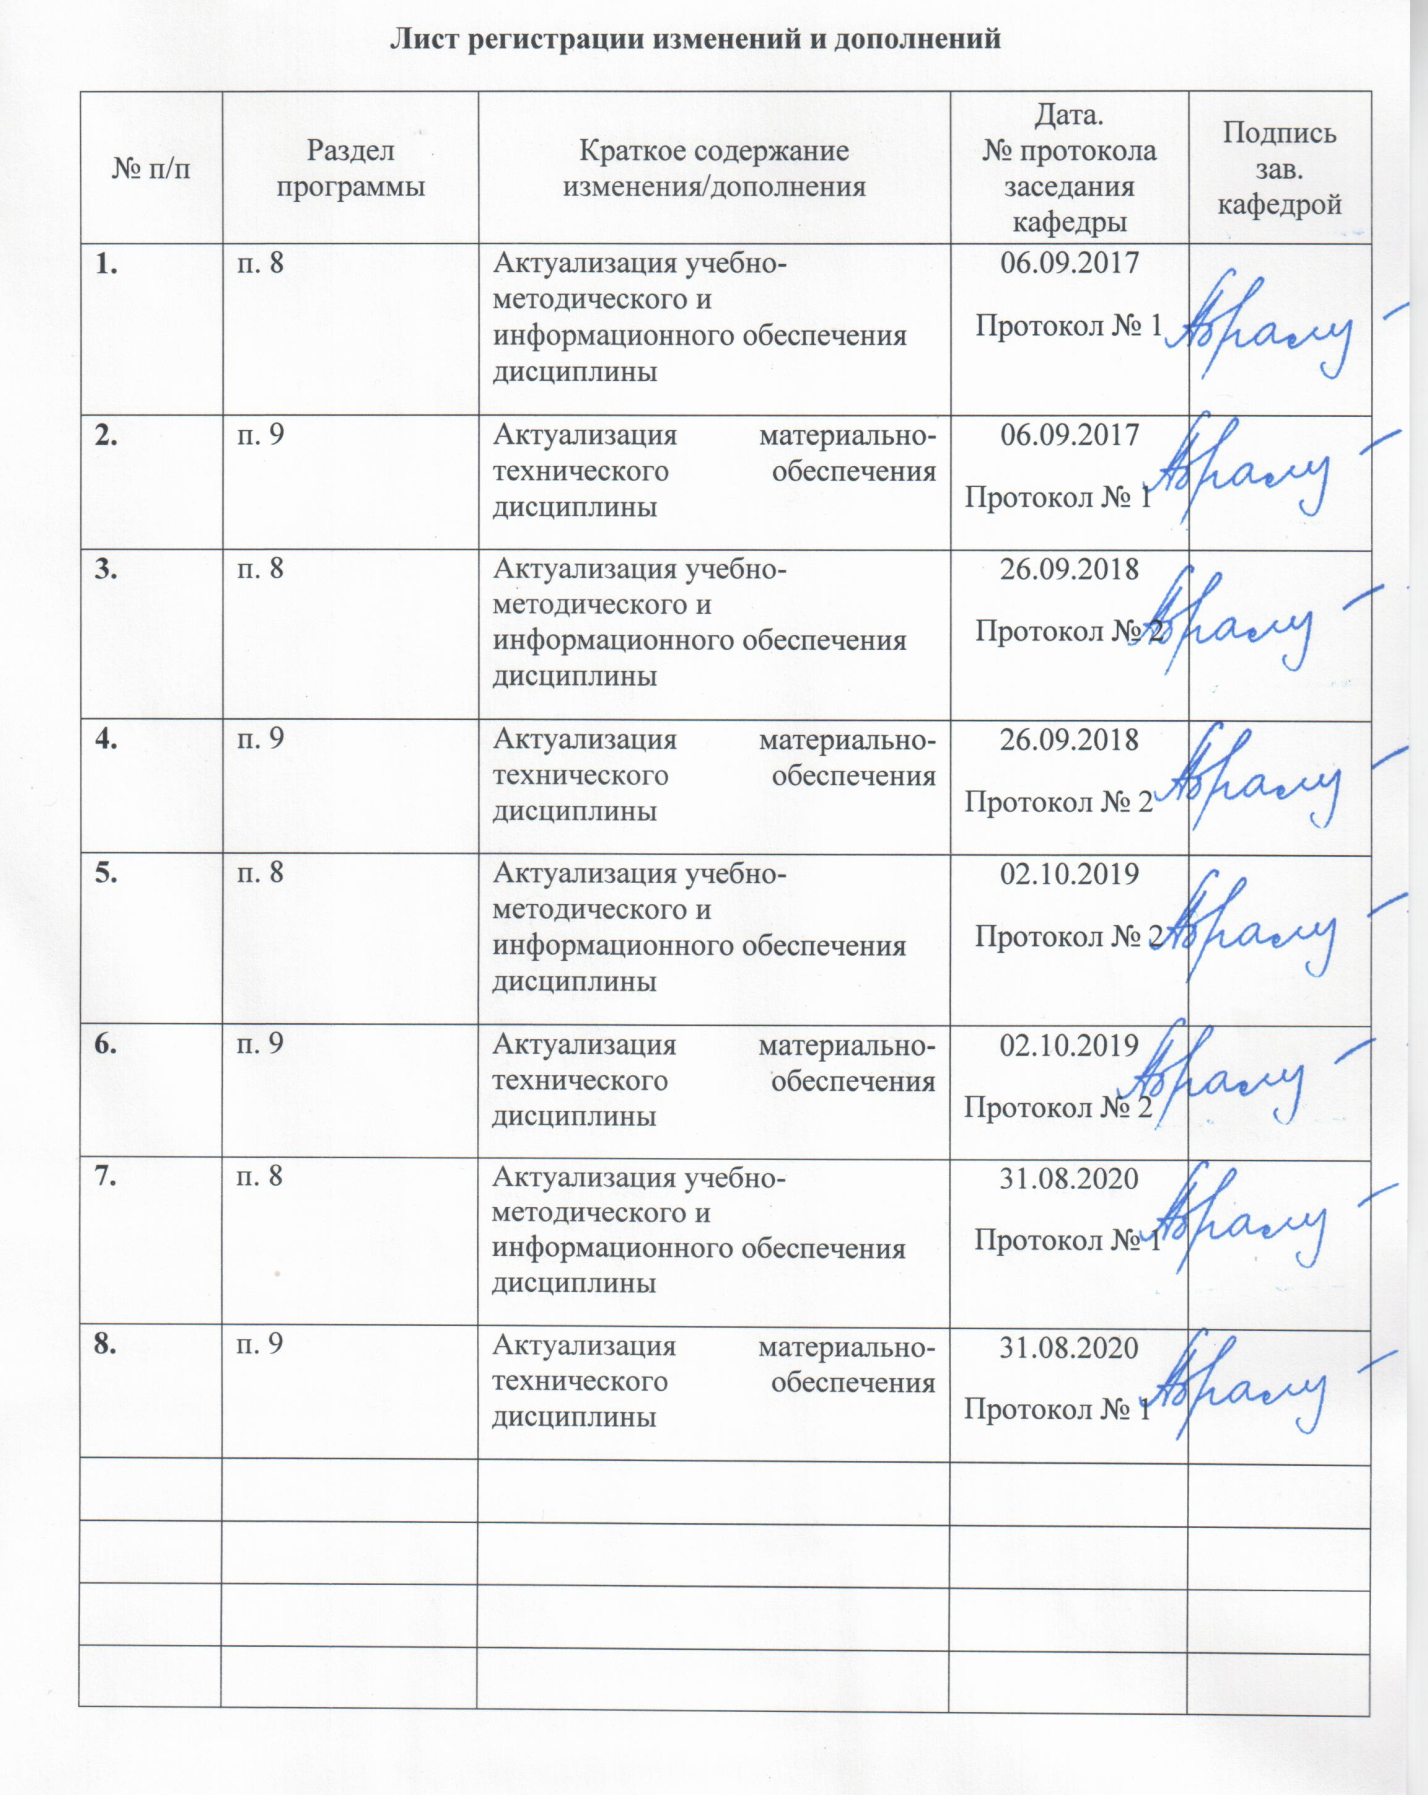 Лист регистрации изменений и дополнений
№ п/п
Раздел
программы
Краткое содержание
изменения/дополнения
Дата.
№ протокола
заседания
кафедры
Подпись
зав.
кафедрой
1.
п. 8
Актуализация учебно-
методического и
информационного обеспечения
дисциплины
06.09.2017
Протокол № 1
2.
п. 9
Актуализация материально-
технического обеспечения
дисциплины
06.09.2017
Протокол № 1
3.
п. 8
Актуализация учебно-
методического и
информационного обеспечения
дисциплины
26.09.2018
Протокол № 2
4.
п. 9
Актуализация материально-
технического обеспечения
дисциплины
26.09.2018
Протокол № 2
5.
п. 8
Актуализация учебно-
методического и
информационного обеспечения
дисциплины
02.10.2019
Протокол № 2
6.
п. 9
Актуализация материально-
технического обеспечения
дисциплины
02.10.2019
Протокол № 2
7.
п. 8
Актуализация учебно-
методического и
информационного обеспечения
дисциплины
31.08.2020
Протокол № 1
8.
п. 9
Актуализация материально-
технического обеспечения
дисциплины
31.08.2020
Протокол № 1